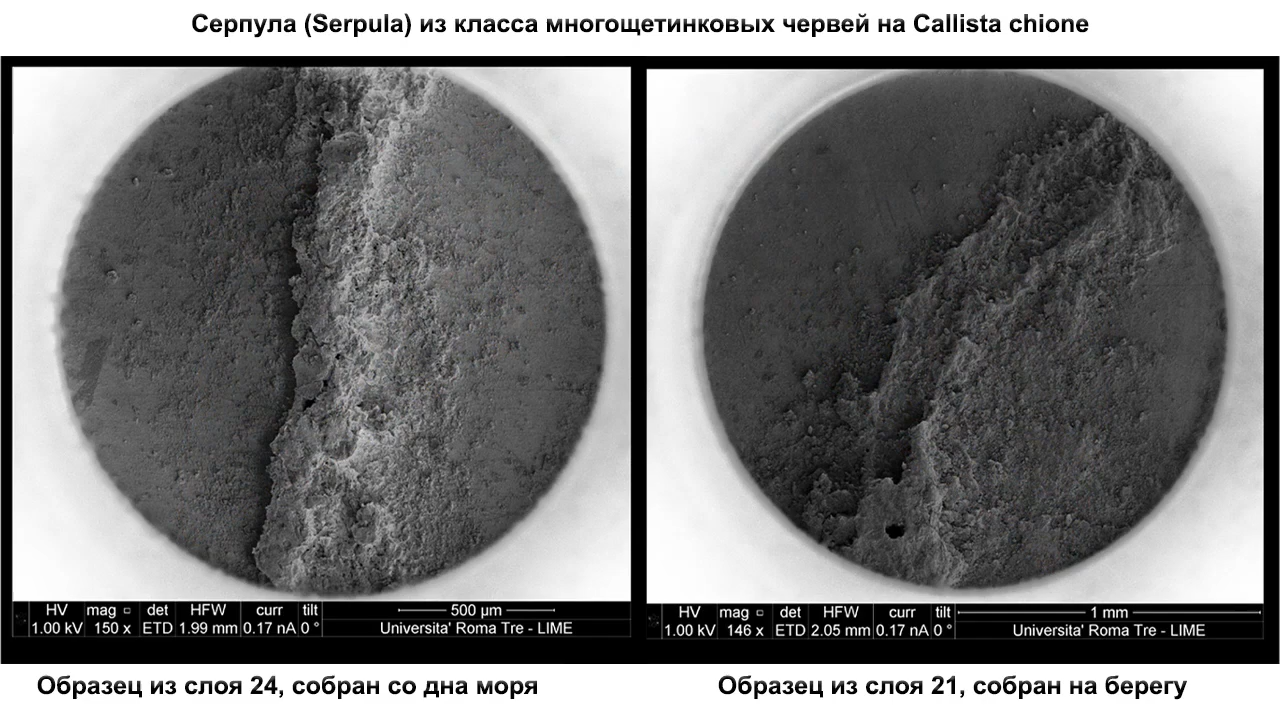 Серпула (Serpula) из класса многощетинковых червей на Callista chione
HV mag □ det HFW curr tilt 500 µm
1.00 kV 150 x ETD 1.99 mm 0.17 nA 0 ° Universita' Roma Tre - LIME
HV mag □ det HFW curr tilt 1 mm
1.00 kV 146 x ETD 2.05 mm 0.17 nA 0 ° Universita' Roma Tre - LIME
Образец из слоя 24, собран со дна моря
Образец из слоя 21, собран на берегу